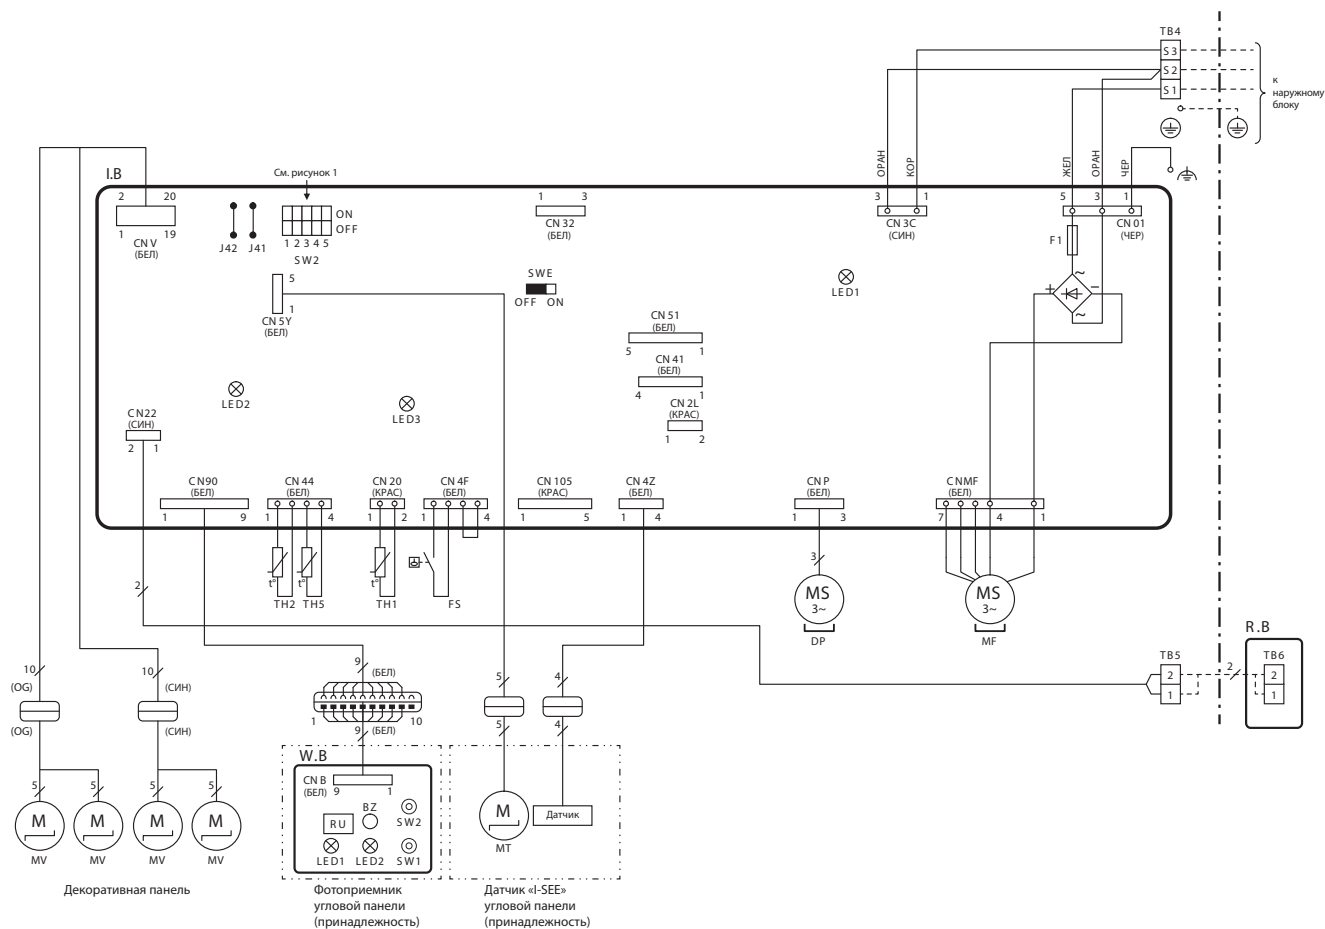 TB4
S 3
S 2
S 1
к
наружному
блоку
ОРАН
КОР
ЖЕЛ
ОРАН
ЧЕР
I.B
См. рисунок 1
2 20
1 19
CN V
(БЕЛ)
J42 J41
ON
OFF
1 2 3 4 5
SW2
1 3
CN 32
(БЕЛ)
3 1
CN 3C
(СИН)
5 3 1
CN 01
(ЧЕР)
F1
~
+ −
~
5
1
CN 5Y
(БЕЛ)
SWE
OFF ON
LED1
CN 51
(БЕЛ)
5 1
CN 41
(БЕЛ)
4 1
CN 2L
(КРАС)
1 2
LED2
LED3
CN22
(СИН)
2 1
CN90
(БЕЛ)
1 9
CN 44
(БЕЛ)
1 4
CN 20
(КРАС)
1 2
CN 4F
(БЕЛ)
1 4
CN 105
(КРАС)
1 5
CN 4Z
(БЕЛ)
1 4
CN P
(БЕЛ)
1 3
CNMF
(БЕЛ)
7 4 1
2
t° t° t°
TH2 TH5 TH1 FS
3
MS
3~
DP
MS
3~
MF
R.B
TB5
2
1
2
TB6
2
1
10
(OG)
(OG)
10
(СИН)
(СИН)
9
(БЕЛ)
1 10
9
(БЕЛ)
5
5
4
4
5 5 5 5
M M M M
MV MV MV MV
Декоративная панель
W.B
CN B
(БЕЛ)
9 1
RU
BZ
SW2
LED1 LED2 SW1
Фотоприемник
угловой панели
(принадлежность)
M
MT
Датчик
Датчик «I-SEE»
угловой панели
(принадлежность)